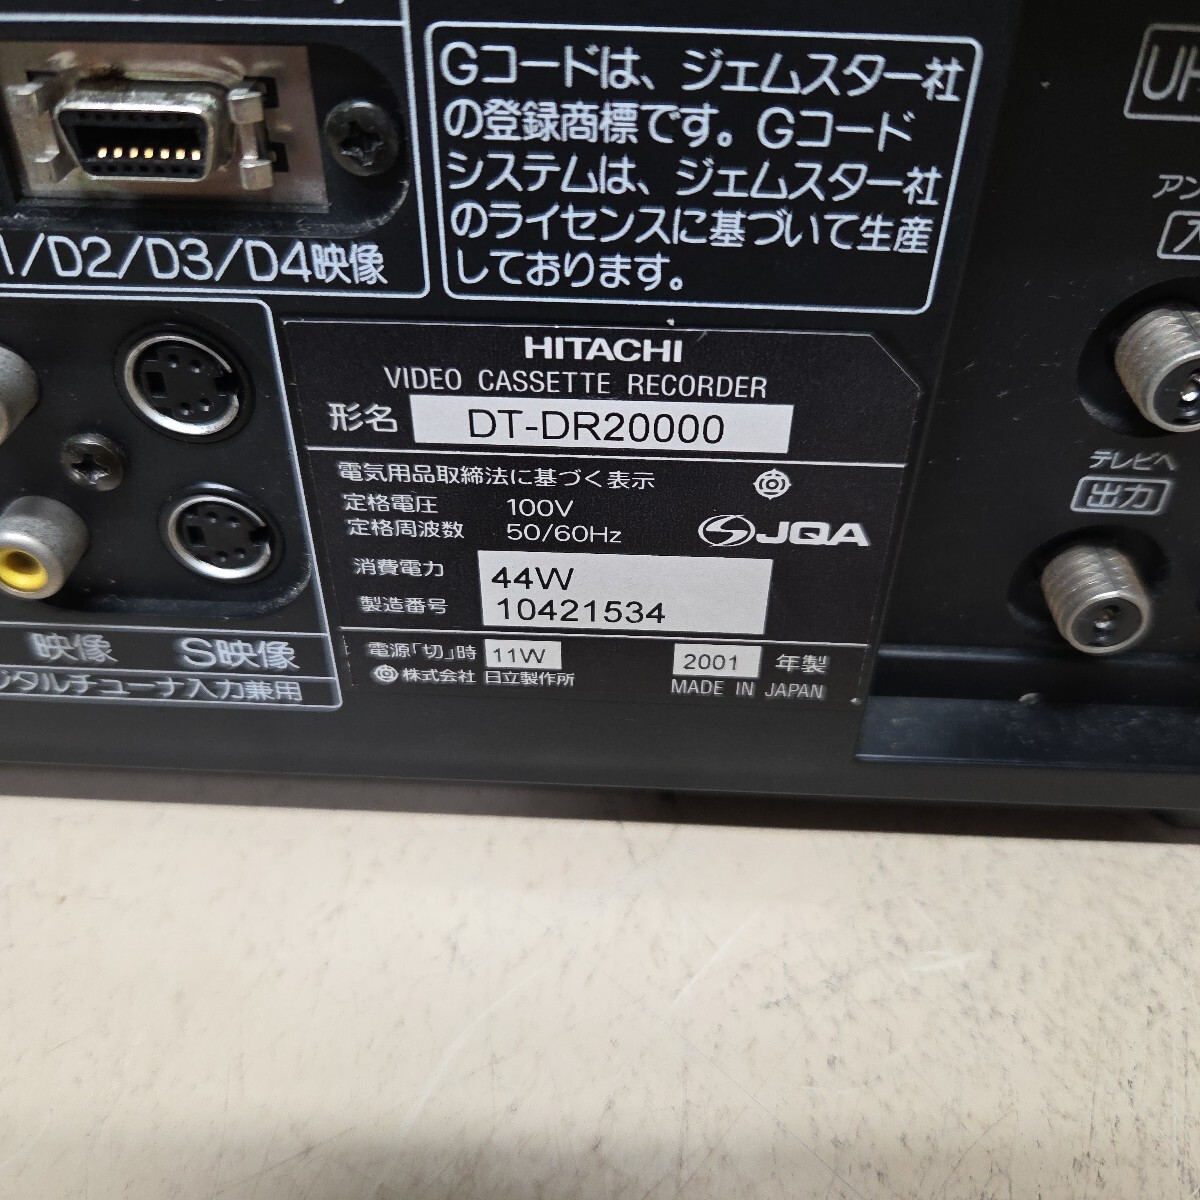 Gコードは、ジェムスター社
の登録商標です。Gコード
システムは、ジェムスター社
のライセンスに基づいて生産
しております。
/D2/D3/D4映像
HITACHI
VIDEO CASSETTE RECORDER
形名 DT-DR20000
電気用品取締法に基づく表示
定格電圧 100V
定格周波数 50/60Hz
JQA
消費電力 44W
製造番号 10421534
電源「切」時 11W
2001 年製
株式会社 日立製作所
MADE IN JAPAN
映像 S映像
ジタルチューナ入力兼用
テレビへ
出力